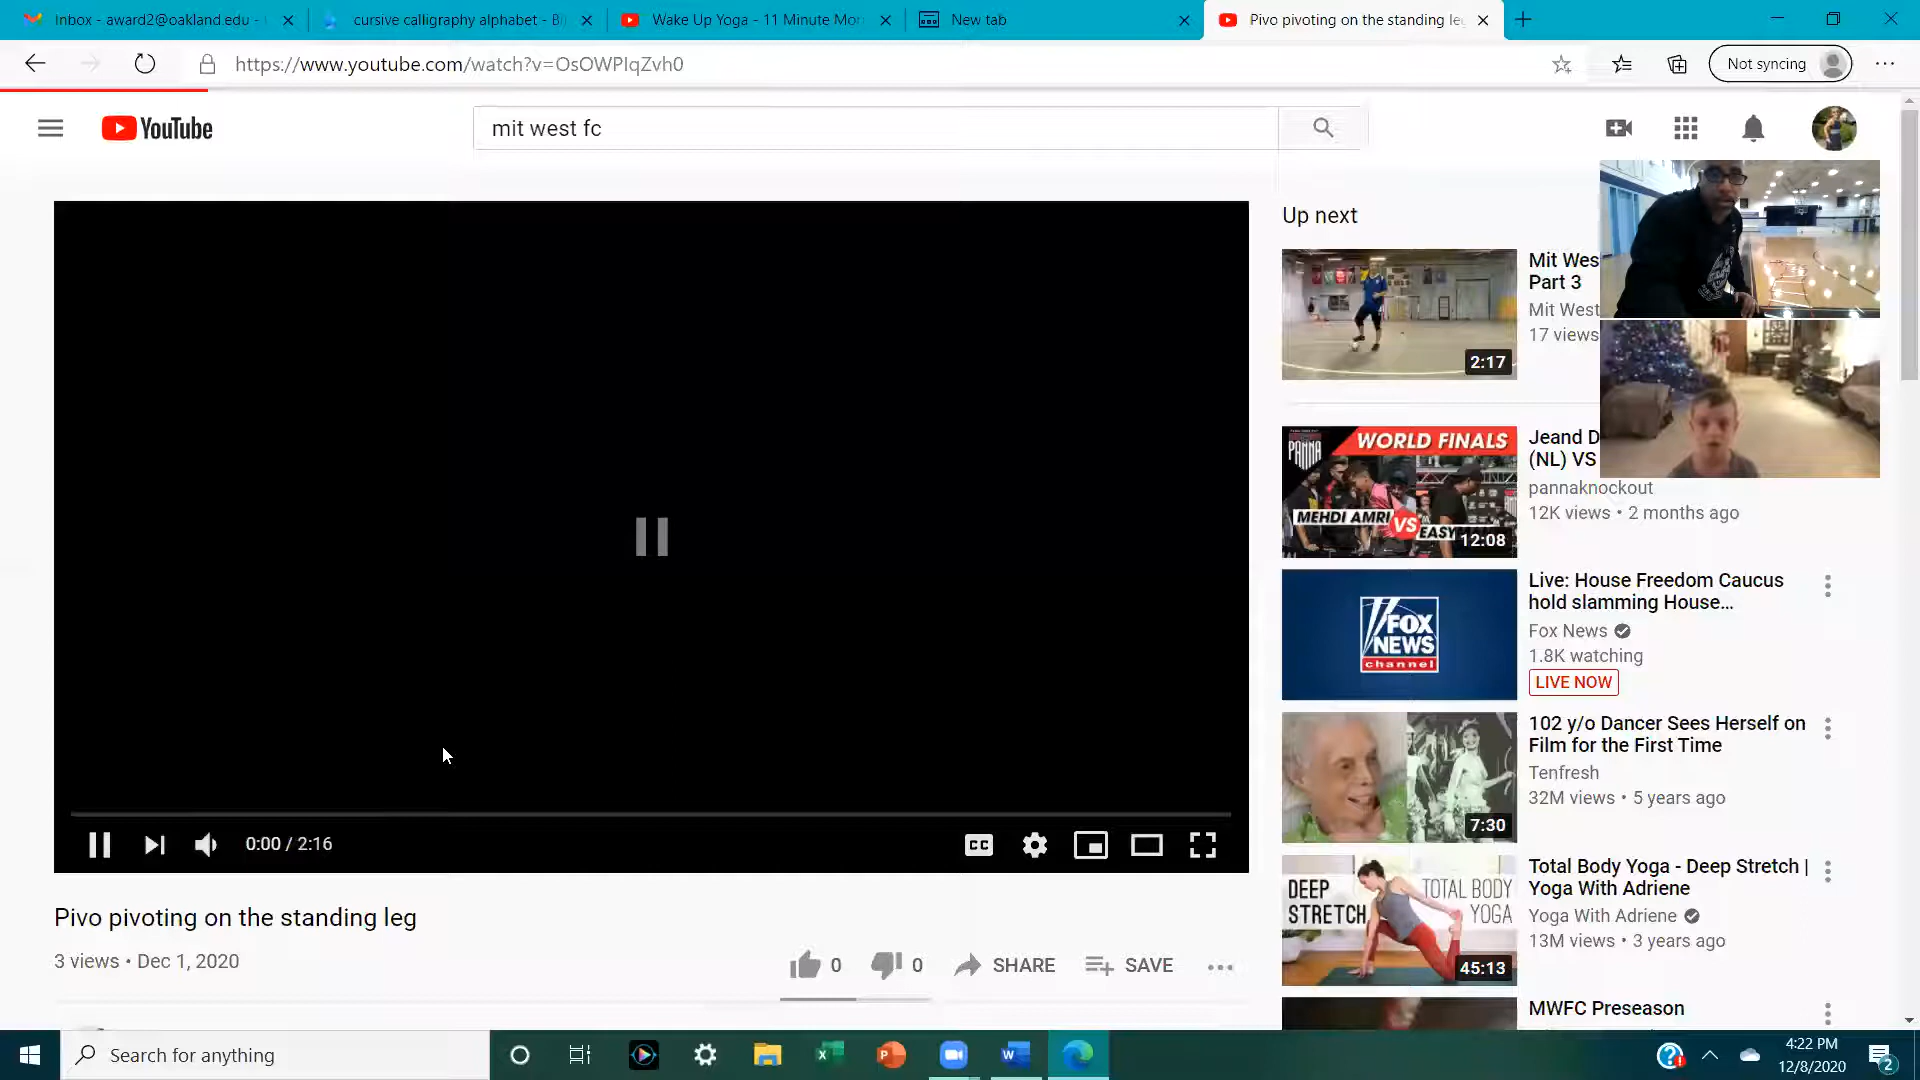 Inbox - award2@oakland.edu -
cursive calligraphy alphabet - Bi
Wake Up Yoga - 11 Minute Mor
New tab
Pivo pivoting on the standing leg
https://www.youtube.com/watch?v=OsOWPIqZvh0
Not syncing
YouTube
mit west fc
Up next
Mit Wes
Part 3
Mit West
17 views
2:17
PANNA
WORLD FINALS
MEHDI AMRI VS EASY
12:08
Jeand D
(NL) VS
pannaknockout
12K views • 2 months ago
FOX
NEWS
channel
Live: House Freedom Caucus
hold slamming House...
Fox News
1.8K watching
LIVE NOW
7:30
102 y/o Dancer Sees Herself on
Film for the First Time
Tenfresh
32M views • 5 years ago
DEEP
STRETCH
TOTAL BODY
YOGA
45:13
Total Body Yoga - Deep Stretch |
Yoga With Adriene
Yoga With Adriene
13M views • 3 years ago
MWFC Preseason
0:00 / 2:16
CC
Pivo pivoting on the standing leg
3 views • Dec 1, 2020
0
0
SHARE
SAVE
Search for anything
4:22 PM
12/8/2020
2